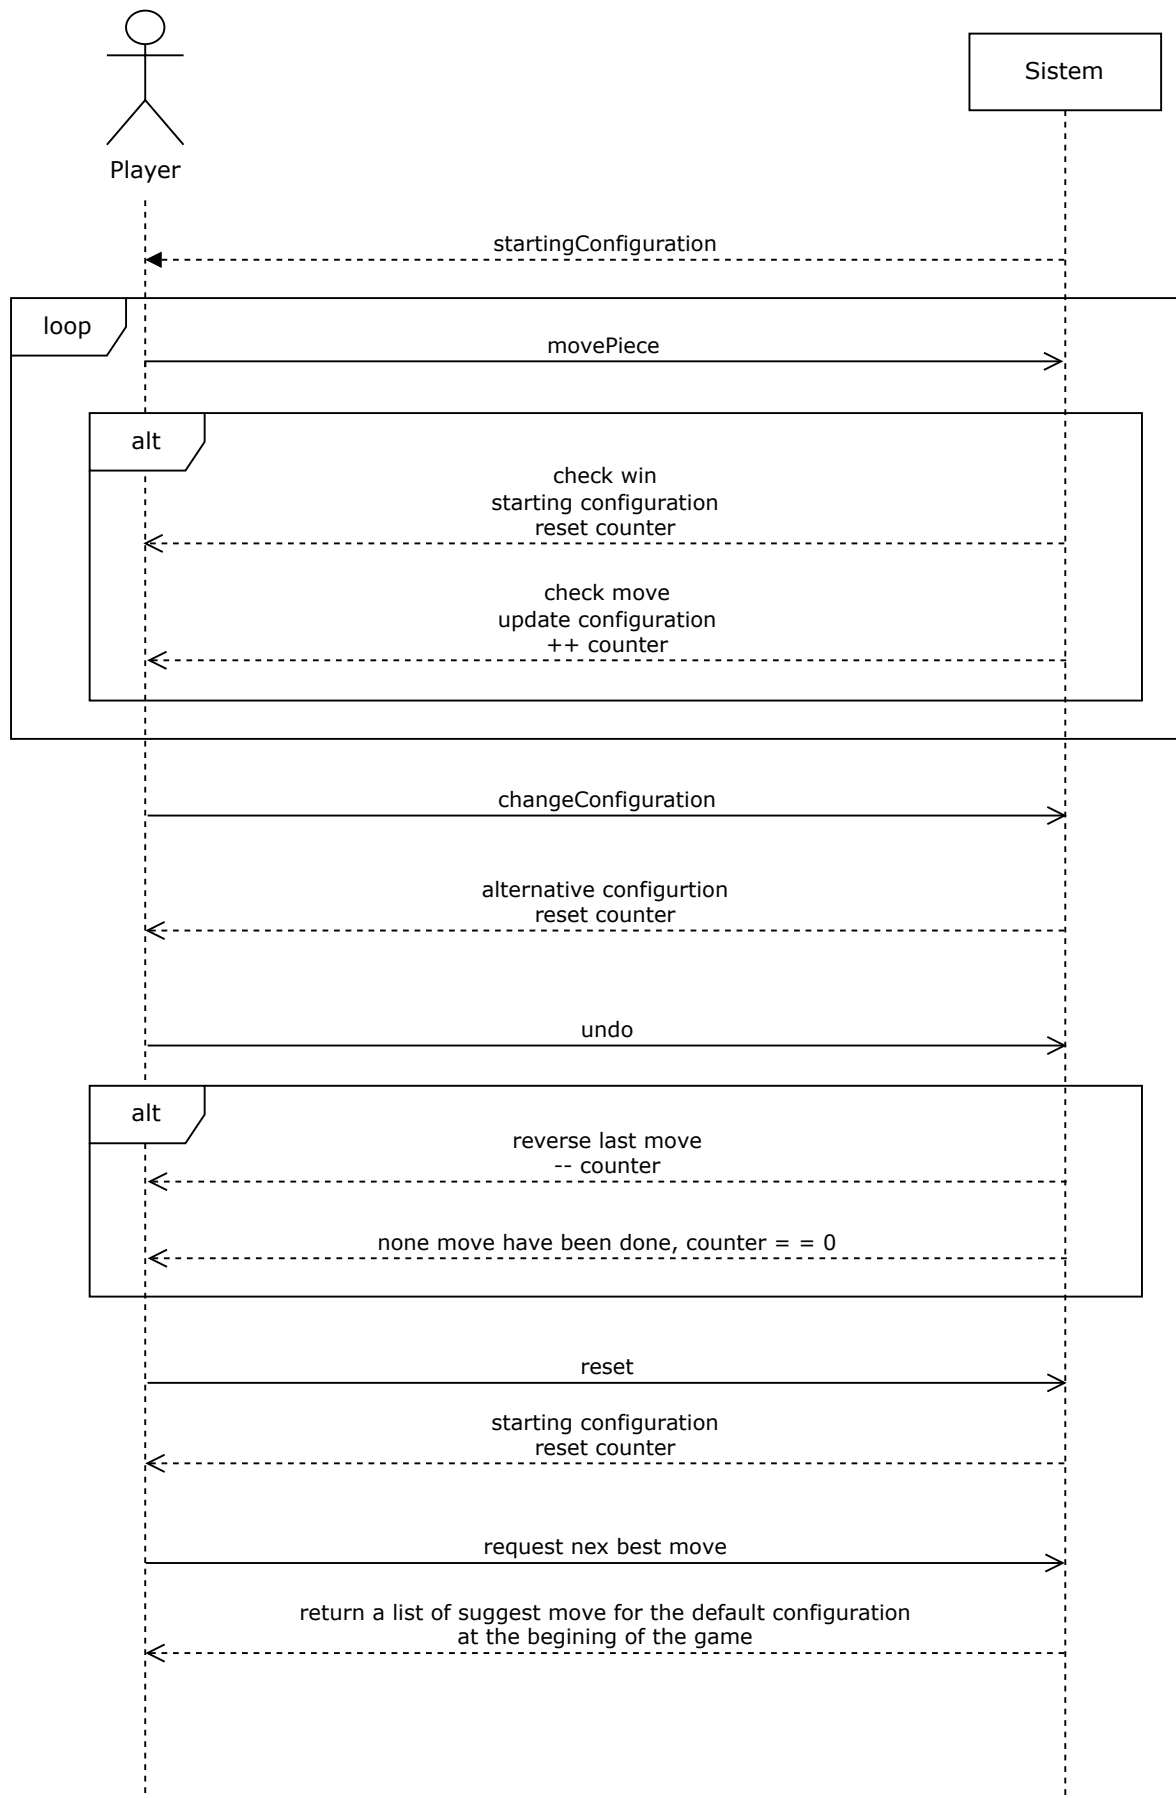 Sistem
Player
startingConfiguration
loop
movePiece
alt
check win
starting configuration
reset counter
check move
update configuration
++ counter
changeConfiguration
alternative configurtion
reset counter
undo
alt
reverse last move
-- counter
none move have been done, counter = = 0
reset
starting configuration
reset counter
request nex best move
return a list of suggest move for the default configuration
at the begining of the game